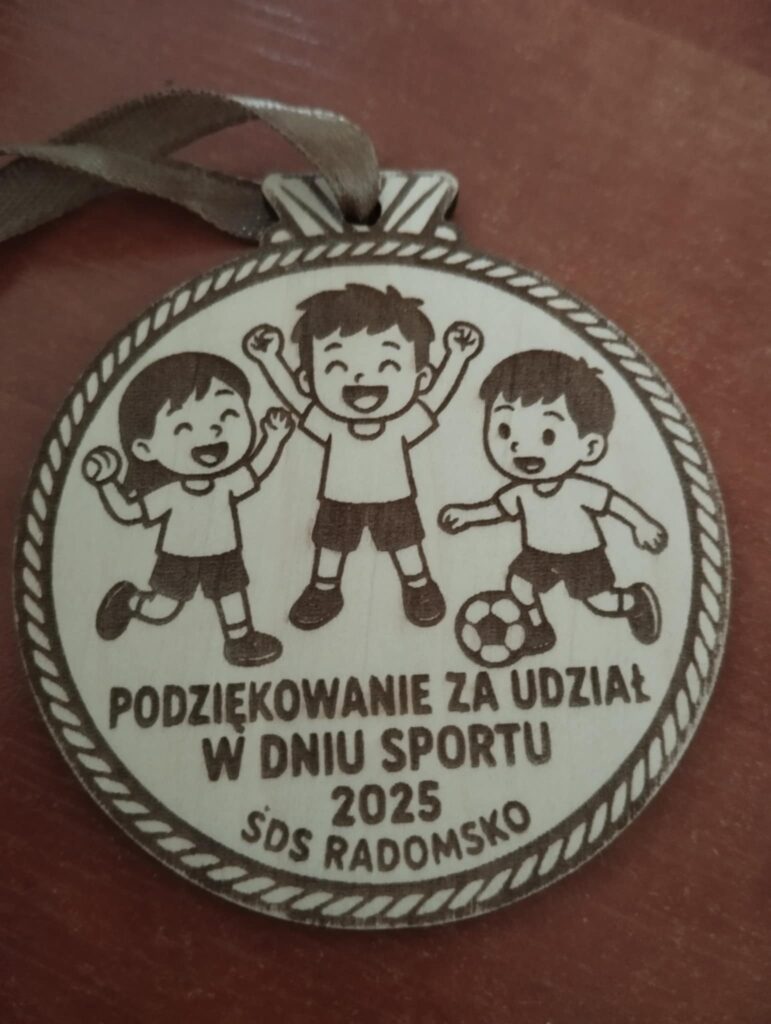 PODZIĘKOWANIE ZA UDZIAŁ
W DNIU SPORTU
2025
ŚDS RADOMSKO